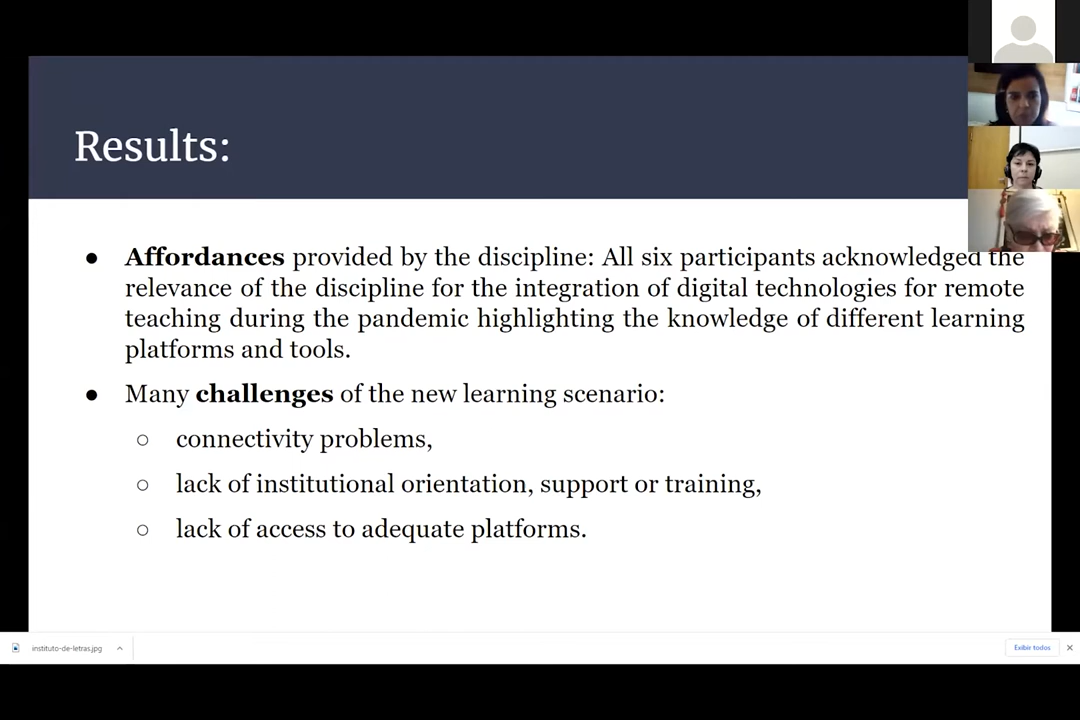 Results:
● Affordances provided by the discipline: All six participants acknowledged the
relevance of the discipline for the integration of digital technologies for remote
teaching during the pandemic highlighting the knowledge of different learning
platforms and tools.
● Many challenges of the new learning scenario:
○ connectivity problems,
○ lack of institutional orientation, support or training,
○ lack of access to adequate platforms.
instituto-de-letras.jpg
Exibir todos